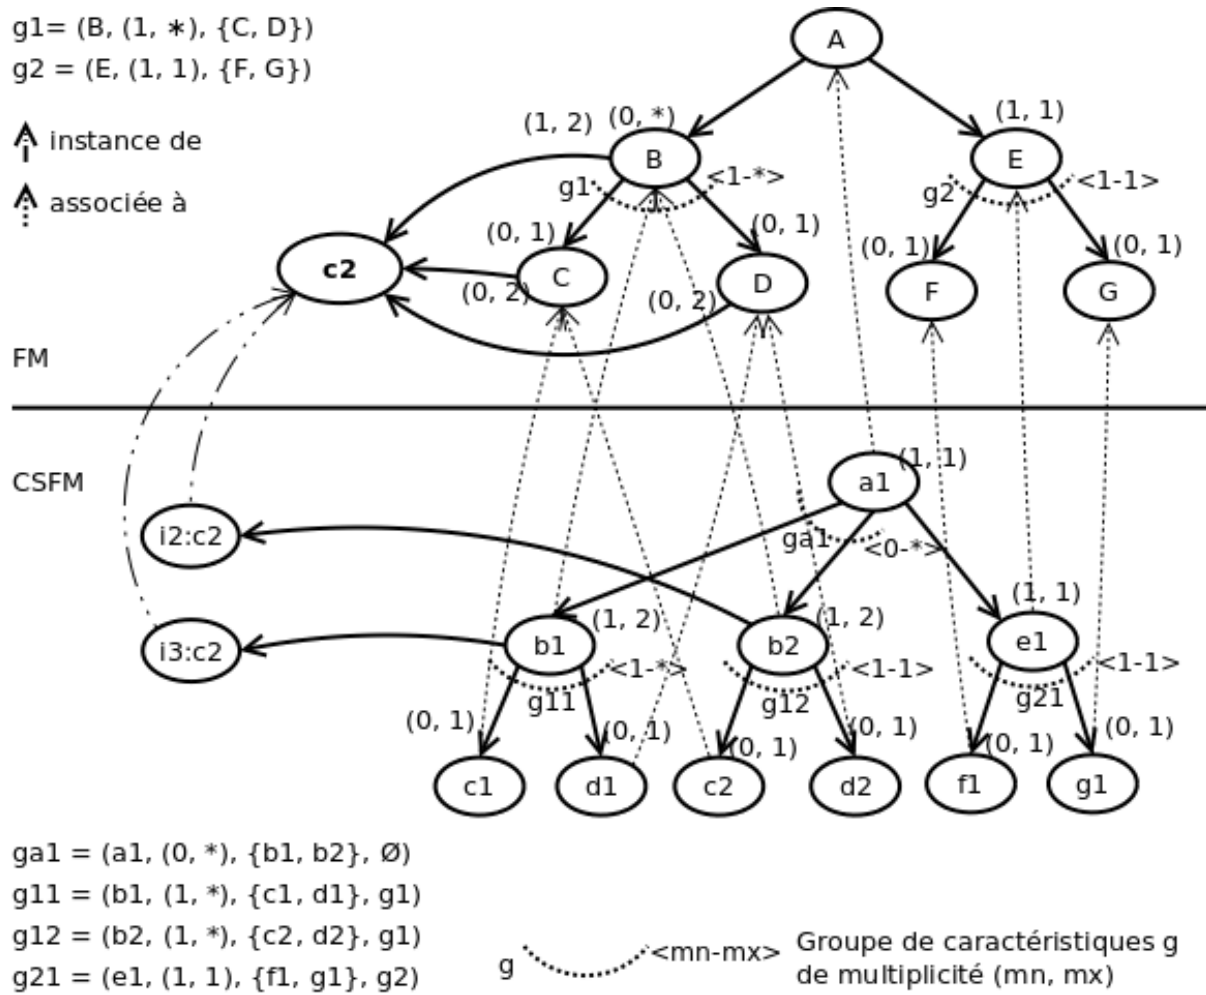 g1= (B, (1, ∗), {C, D})
g2 = (E, (1, 1), {F, G})
instance de
associée à
A
(1, 2)
(0, *)
(1, 1)
B
E
g1
<1-*>
g2
<1-1>
(0, 1)
(0, 1)
(0, 1)
(0, 1)
c2
C
D
F
G
(0, 2)
(0, 2)
FM
CSFM
(1, 1)
a1
i2:c2
ga1
<0-*>
(1, 2)
(1, 2)
(1, 1)
i3:c2
b1
b2
e1
<1-*>
<1-1>
<1-1>
g11
g12
g21
(0, 1)
(0, 1)
(0, 1)
(0, 1)
(0, 1)
(0, 1)
c1
d1
c2
d2
f1
g1
ga1 = (a1, (0, *), {b1, b2}, Ø)
g11 = (b1, (1, *), {c1, d1}, g1)
g12 = (b2, (1, *), {c2, d2}, g1)
g21 = (e1, (1, 1), {f1, g1}, g2)
g
<mn-mx>
Groupe de caractéristiques g
de multiplicité (mn, mx)